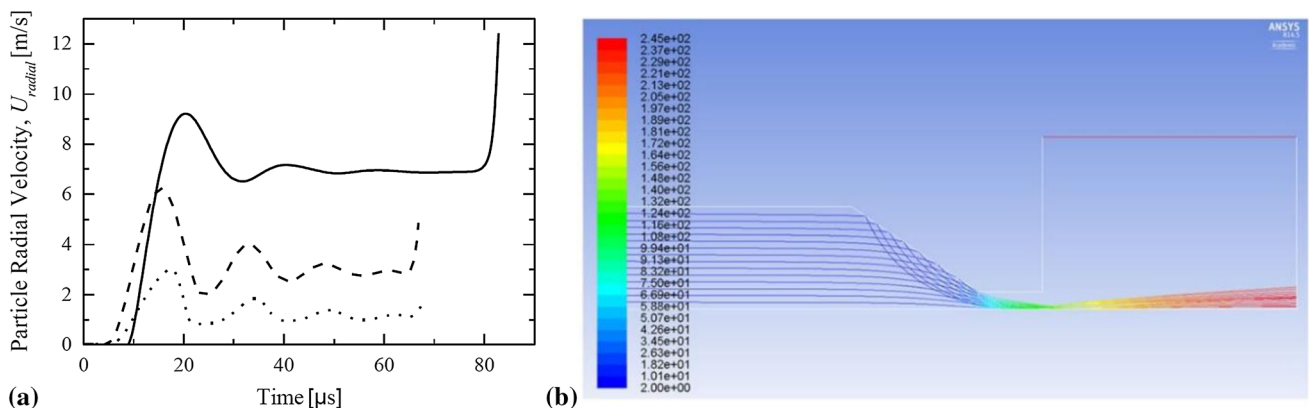 Particle Radial Velocity, U_radial [m/s]
12
10
8
6
4
2
0
0 20 40 60 80
Time [μs]
(a)
ANSYS
R14.5
Academic
2.45e+02
2.37e+02
2.29e+02
2.21e+02
2.13e+02
2.05e+02
1.97e+02
1.89e+02
1.81e+02
1.72e+02
1.64e+02
1.56e+02
1.48e+02
1.40e+02
1.32e+02
1.24e+02
1.16e+02
1.08e+02
9.94e+01
9.13e+01
8.32e+01
7.50e+01
6.69e+01
5.88e+01
5.07e+01
4.26e+01
3.45e+01
2.63e+01
1.82e+01
1.01e+01
2.00e+00
(b)